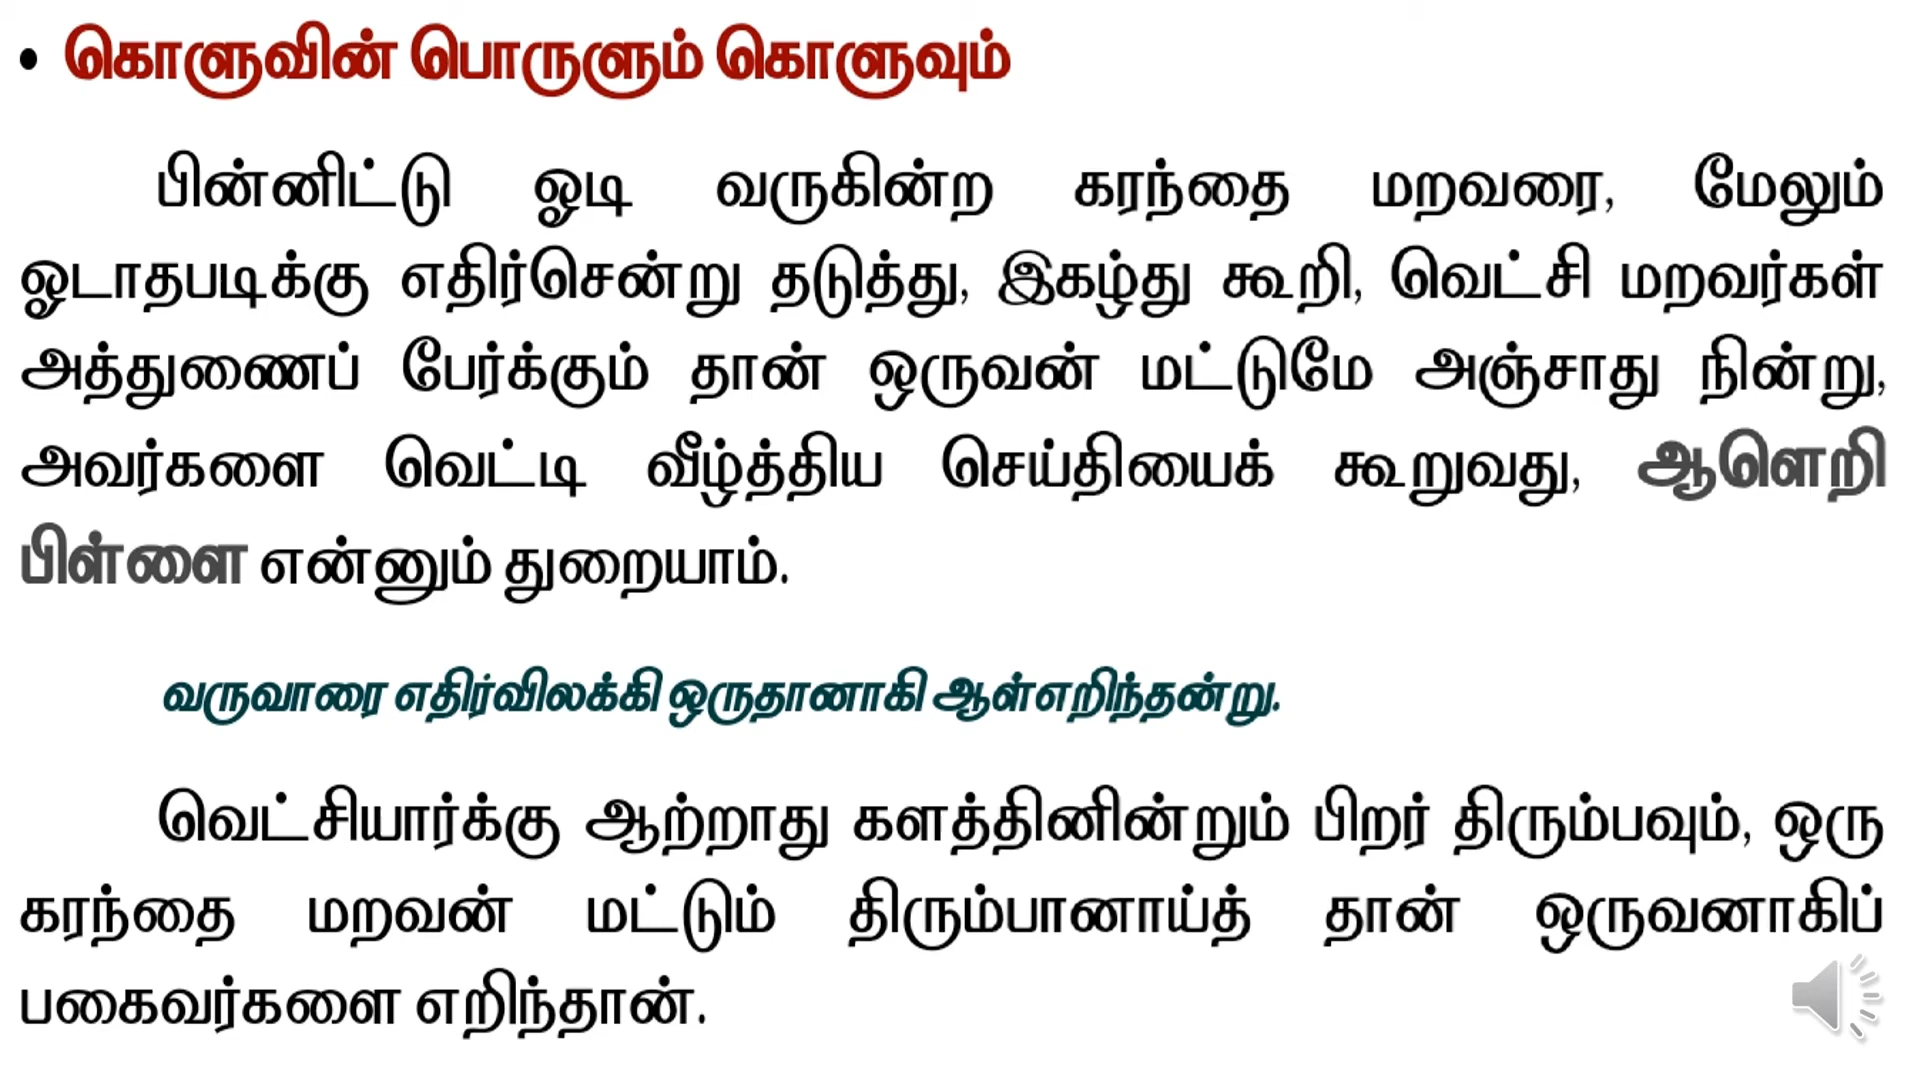 • கொளுவின் பொருளும் கொளுவும்
பின்னிட்டு ஓடி வருகின்ற கரந்தை மறவரை, மேலும்
ஓடாதபடிக்கு எதிர்சென்று தடுத்து, இகழ்து கூறி, வெட்சி மறவர்கள்
அத்துணைப் பேர்க்கும் தான் ஒருவன் மட்டுமே அஞ்சாது நின்று,
அவர்களை வெட்டி வீழ்த்திய செய்தியைக் கூறுவது, ஆளெறி
பிள்ளை என்னும் துறையாம்.
வருவாரை எதிர்விலக்கி ஒருதானாகி ஆள்எறிந்தன்று.
வெட்சியார்க்கு ஆற்றாது களத்தினின்றும் பிறர் திரும்பவும், ஒரு
கரந்தை மறவன் மட்டும் திரும்பானாய்த் தான் ஒருவனாகிப்
பகைவர்களை எறிந்தான்.